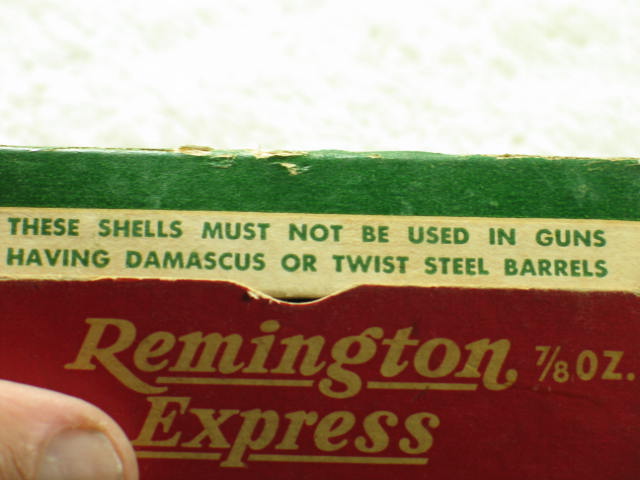 THESE SHELLS MUST NOT BE USED IN GUNS
HAVING DAMASCUS OR TWIST STEEL BARRELS
Remington 7/8 OZ.
Express